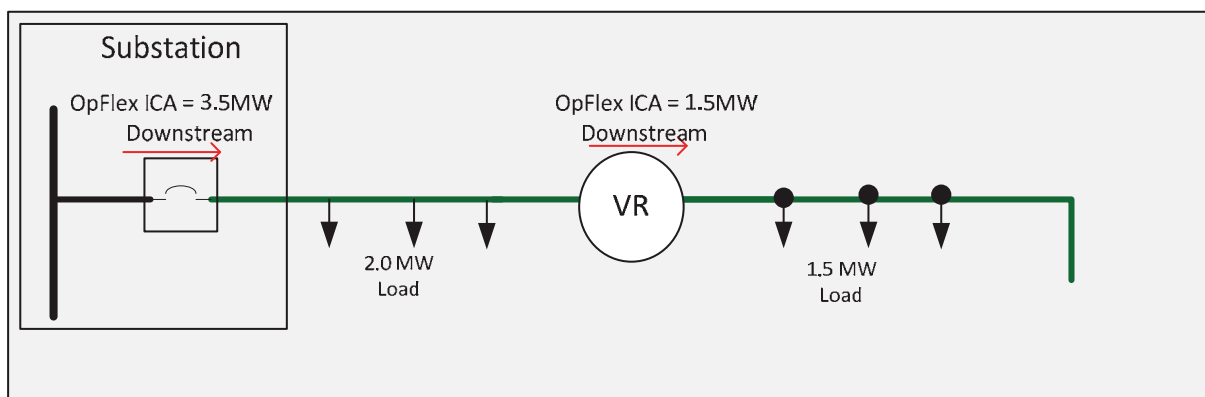 Substation
OpFlex ICA = 3.5MW
Downstream
OpFlex ICA = 1.5MW
Downstream
VR
2.0 MW
Load
1.5 MW
Load